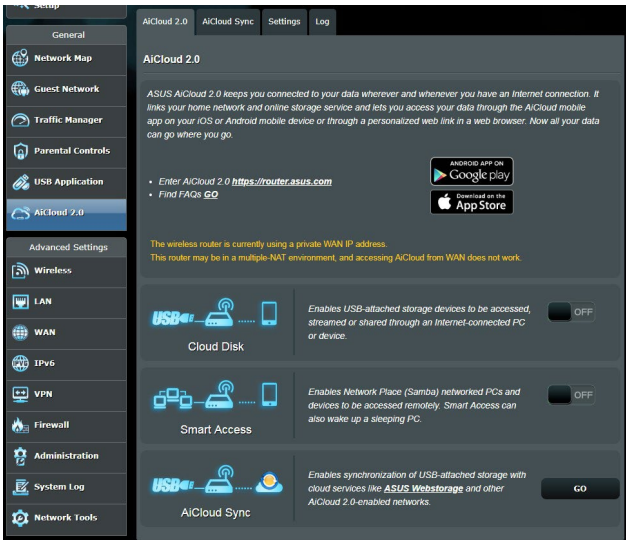 Setup
General
Network Map
Guest Network
Traffic Manager
Parental Controls
USB Application
AiCloud 2.0
Advanced Settings
Wireless
LAN
WAN
IPv6
VPN
Firewall
Administration
System Log
Network Tools
AiCloud 2.0 AiCloud Sync Settings Log
AiCloud 2.0
ASUS AiCloud 2.0 keeps you connected to your data wherever and whenever you have an Internet connection. It
links your home network and online storage service and lets you access your data through the AiCloud mobile
app on your iOS or Android mobile device or through a personalized web link in a web browser. Now all your data
can go where you go.
• Enter AiCloud 2.0 https://router.asus.com
• Find FAQs GO
ANDROID APP ON
Google play
Download on the
App Store
The wireless router is currently using a private WAN IP address.
This router may be in a multiple-NAT environment, and accessing AiCloud from WAN does not work.
USB
Cloud Disk
Enables USB-attached storage devices to be accessed,
streamed or shared through an Internet-connected PC
or device.
OFF
Smart Access
Enables Network Place (Samba) networked PCs and
devices to be accessed remotely. Smart Access can
also wake up a sleeping PC.
OFF
USB
AiCloud Sync
Enables synchronization of USB-attached storage with
cloud services like ASUS Webstorage and other
AiCloud 2.0-enabled networks.
GO